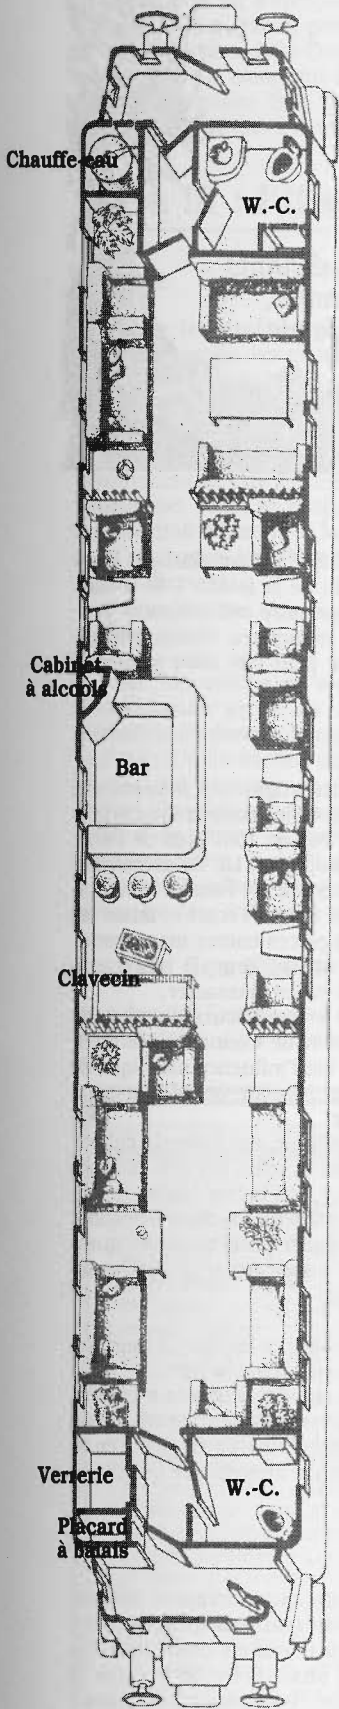 Chauffe-eau
W.-C.
Cabinet
à alcools
Bar
Clavecin
Verrerie
W.-C.
Placard
à balais